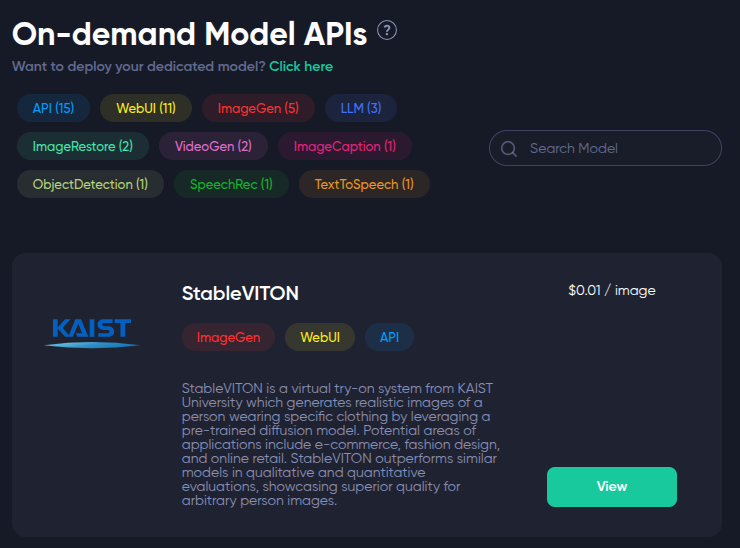 On-demand Model APIs ?
Want to deploy your dedicated model? Click here
API (15) WebUI (11) ImageGen (5) LLM (3)
ImageRestore (2) VideoGen (2) ImageCaption (1)
Search Model
ObjectDetection (1) SpeechRec (1) TextToSpeech (1)
StableVITON
$0.01 / image
KAIST
ImageGen WebUI API
StableVITON is a virtual try-on system from KAIST
University which generates realistic images of a
person wearing specific clothing by leveraging a
pre-trained diffusion model. Potential areas of
applications include e-commerce, fashion design,
and online retail. StableVITON outperforms similar
models in qualitative and quantitative
evaluations, showcasing superior quality for
arbitrary person images.
View